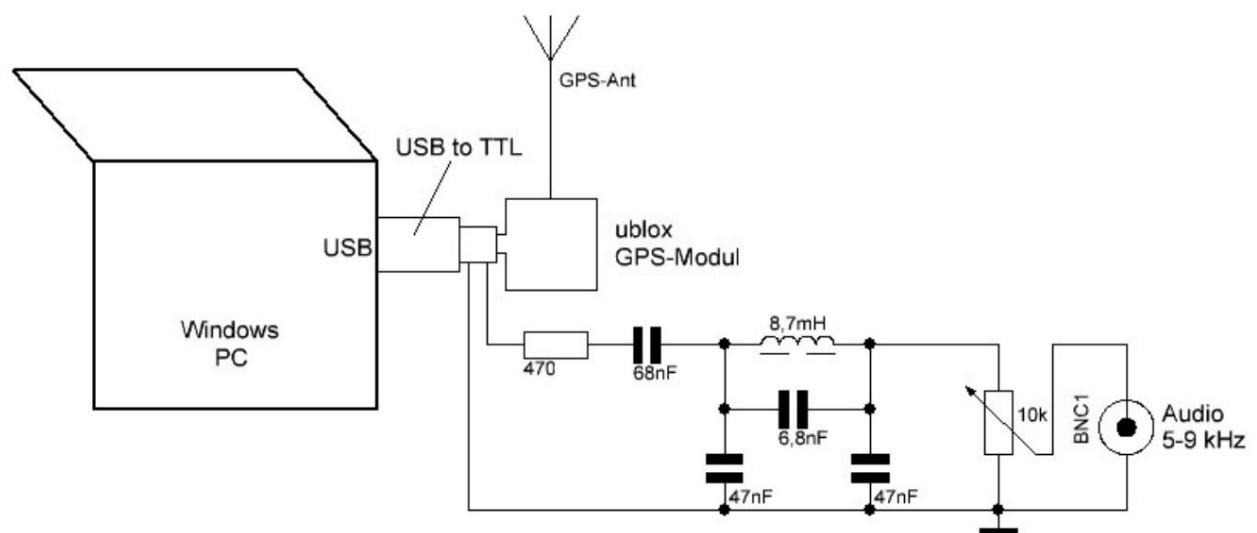 GPS-Ant
USB to TTL
USB
ublox
GPS-Modul
Windows
PC
8,7mH
470
68nF
6,8nF
47nF
47nF
10k
BNC1
Audio
5-9 kHz